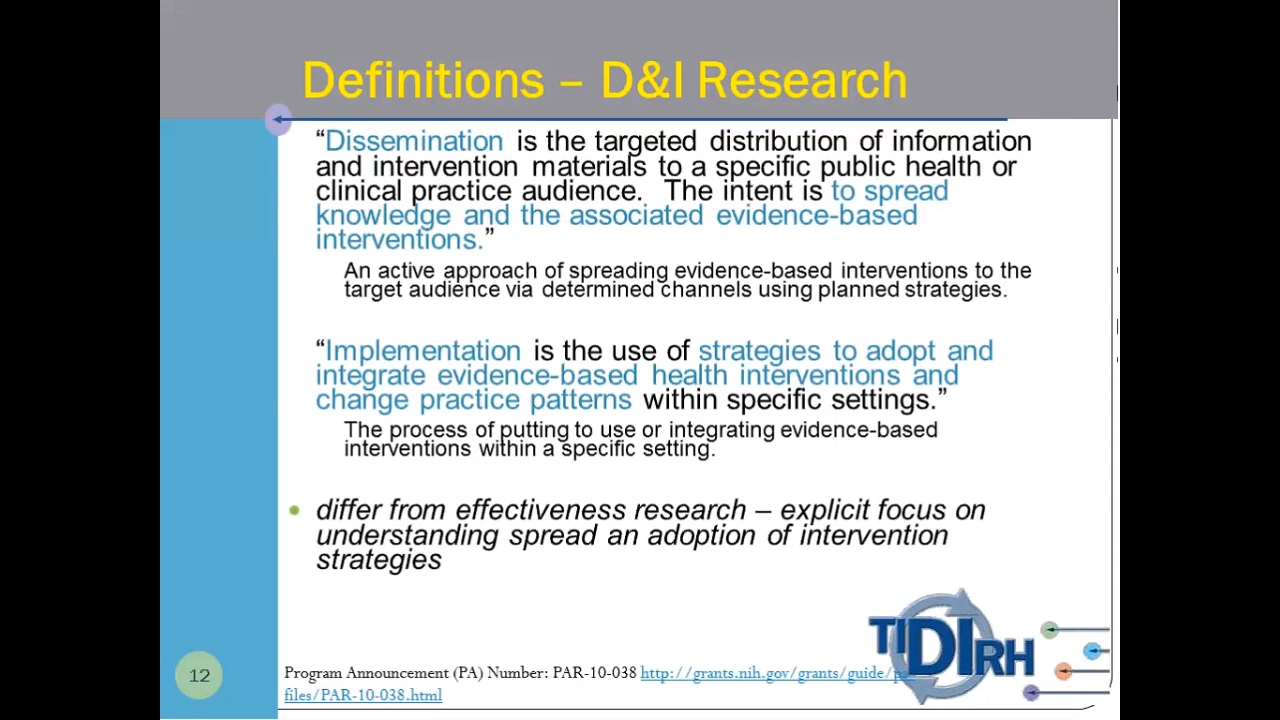 Definitions – D&I Research
“Dissemination is the targeted distribution of information
and intervention materials to a specific public health or
clinical practice audience. The intent is to spread
knowledge and the associated evidence-based
interventions.”
An active approach of spreading evidence-based interventions to the
target audience via determined channels using planned strategies.
“Implementation is the use of strategies to adopt and
integrate evidence-based health interventions and
change practice patterns within specific settings.”
The process of putting to use or integrating evidence-based
interventions within a specific setting.
differ from effectiveness research – explicit focus on
understanding spread an adoption of intervention
strategies
TIDIRH
12
Program Announcement (PA) Number: PAR-10-038 http://grants.nih.gov/grants/guide/
files/PAR-10-038.html